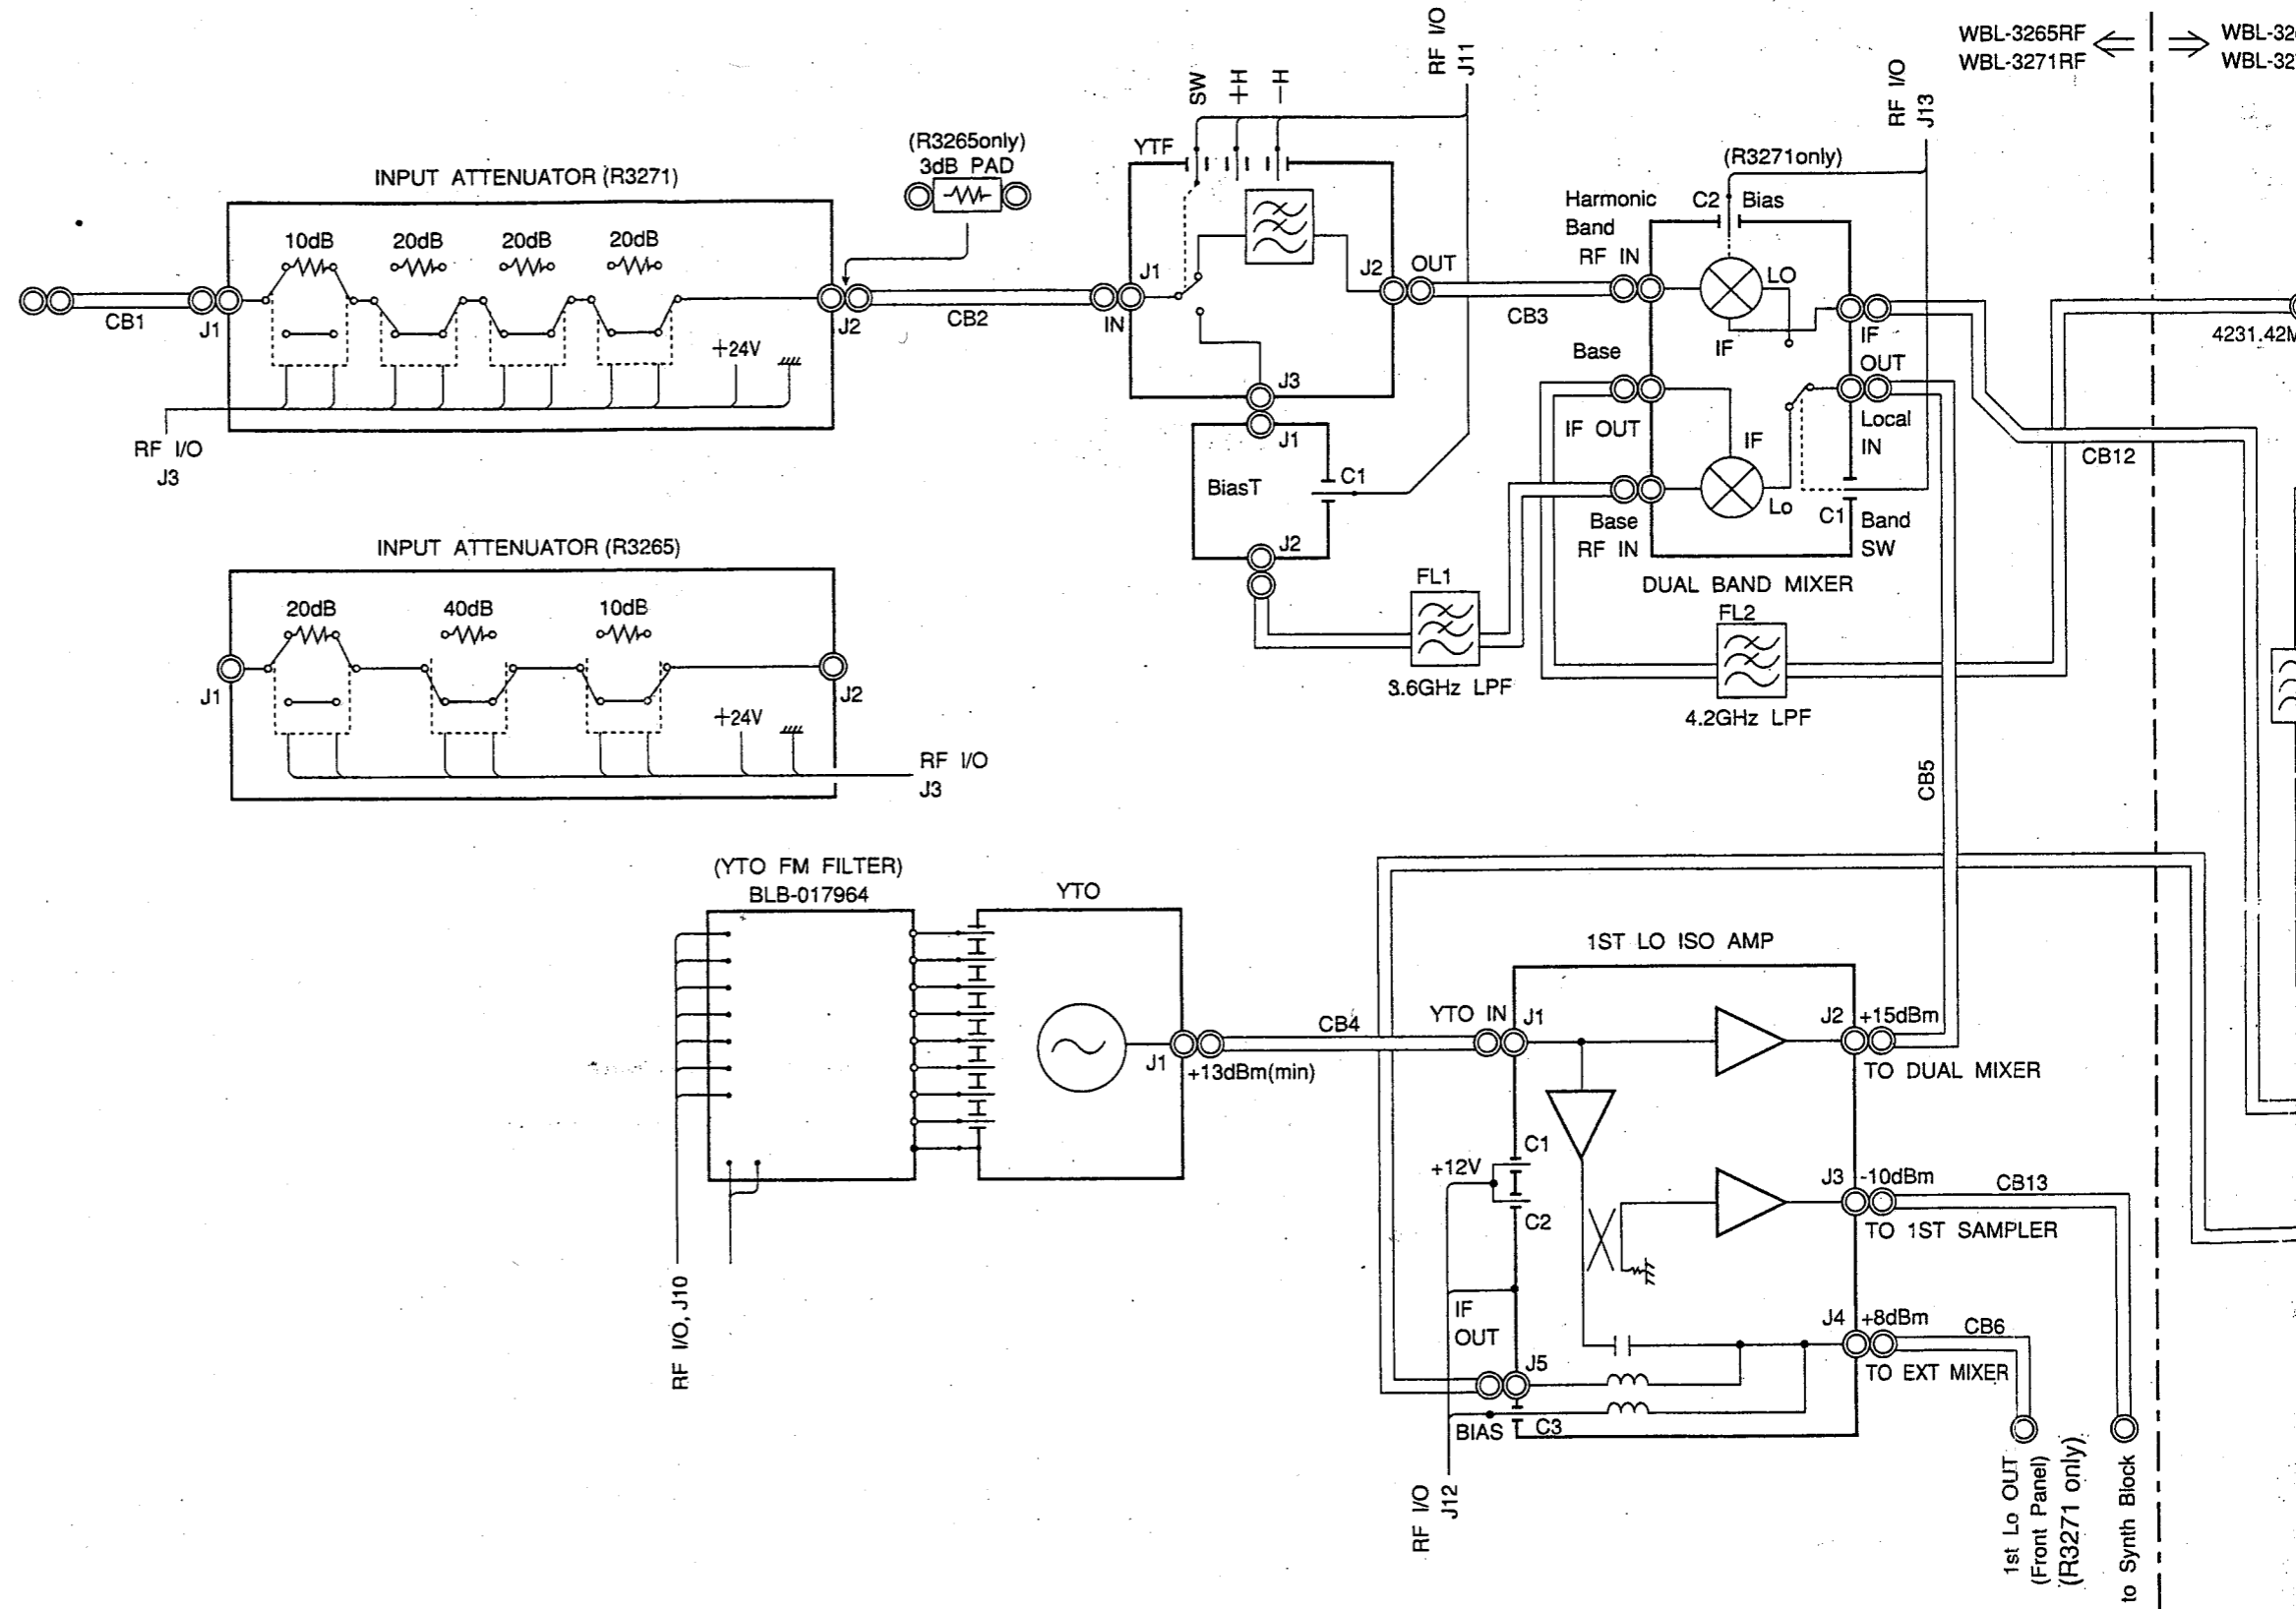 WBL-3265RF
WBL-3271RF
WBL-32
WBL-32
RF I/O
J11
RF I/O
J13
SW
+H
-H
YTF
(R3265only)
3dB PAD
INPUT ATTENUATOR (R3271)
10dB
20dB
20dB
20dB
+24V
CB1
J1
J2
RF I/O
J3
CB2
IN
J1
J2
OUT
J3
CB3
(R3271only)
C2
Bias
Harmonic
Band
RF IN
LO
IF
IF
OUT
Base
IF OUT
IF
Local
IN
Lo
C1
Band
SW
Base
RF IN
DUAL BAND MIXER
4231.42M
CB12
J1
BiasT
C1
J2
FL1
3.6GHz LPF
FL2
4.2GHz LPF
CB5
INPUT ATTENUATOR (R3265)
20dB
40dB
10dB
+24V
J1
J2
RF I/O
J3
(YTO FM FILTER)
BLB-017964
YTO
J1
+13dBm(min)
CB4
RF I/O, J10
1ST LO ISO AMP
YTO IN
J1
J2
+15dBm
TO DUAL MIXER
C1
+12V
C2
J3
-10dBm
CB13
TO 1ST SAMPLER
IF
OUT
J5
J4
+8dBm
CB6
TO EXT MIXER
BIAS
C3
RF I/O
J12
1st Lo OUT
(Front Panel)
(R3271 only)
to Synth Block